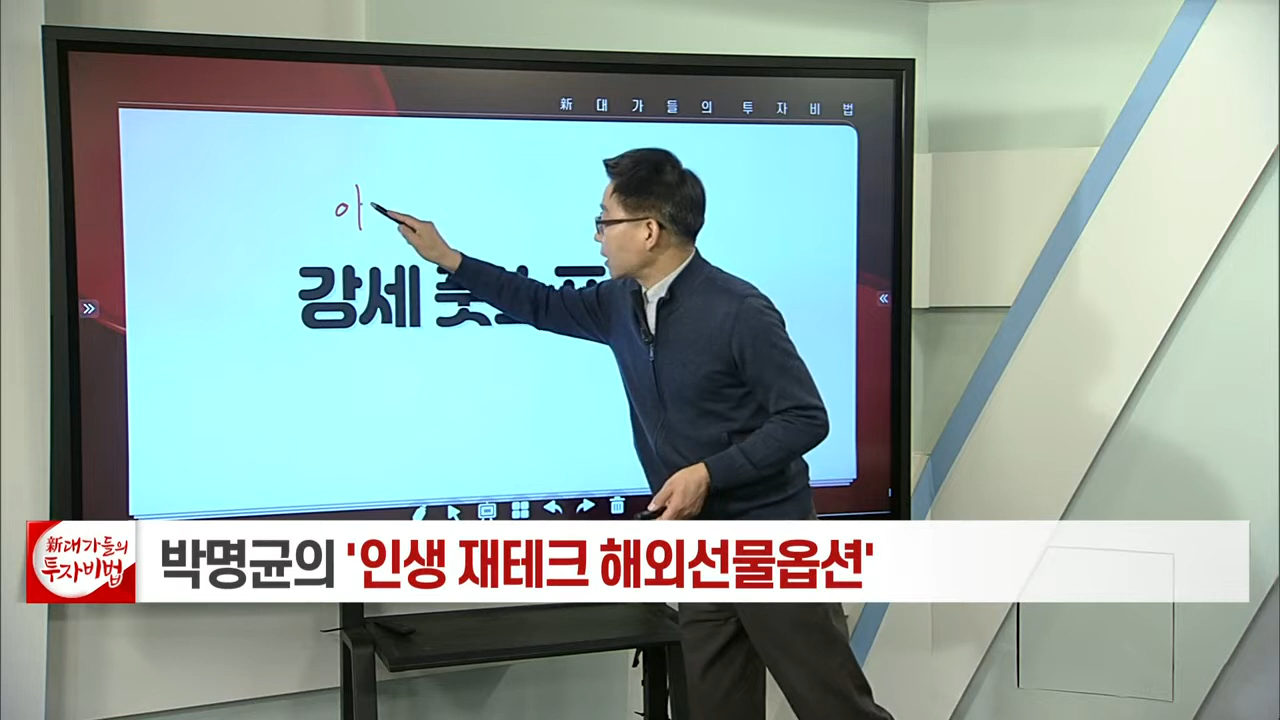 新 대 가 들 의 투 자 비 법
아
강세
新대가들의
투자비법
박명균의 '인생 재테크 해외선물옵션'